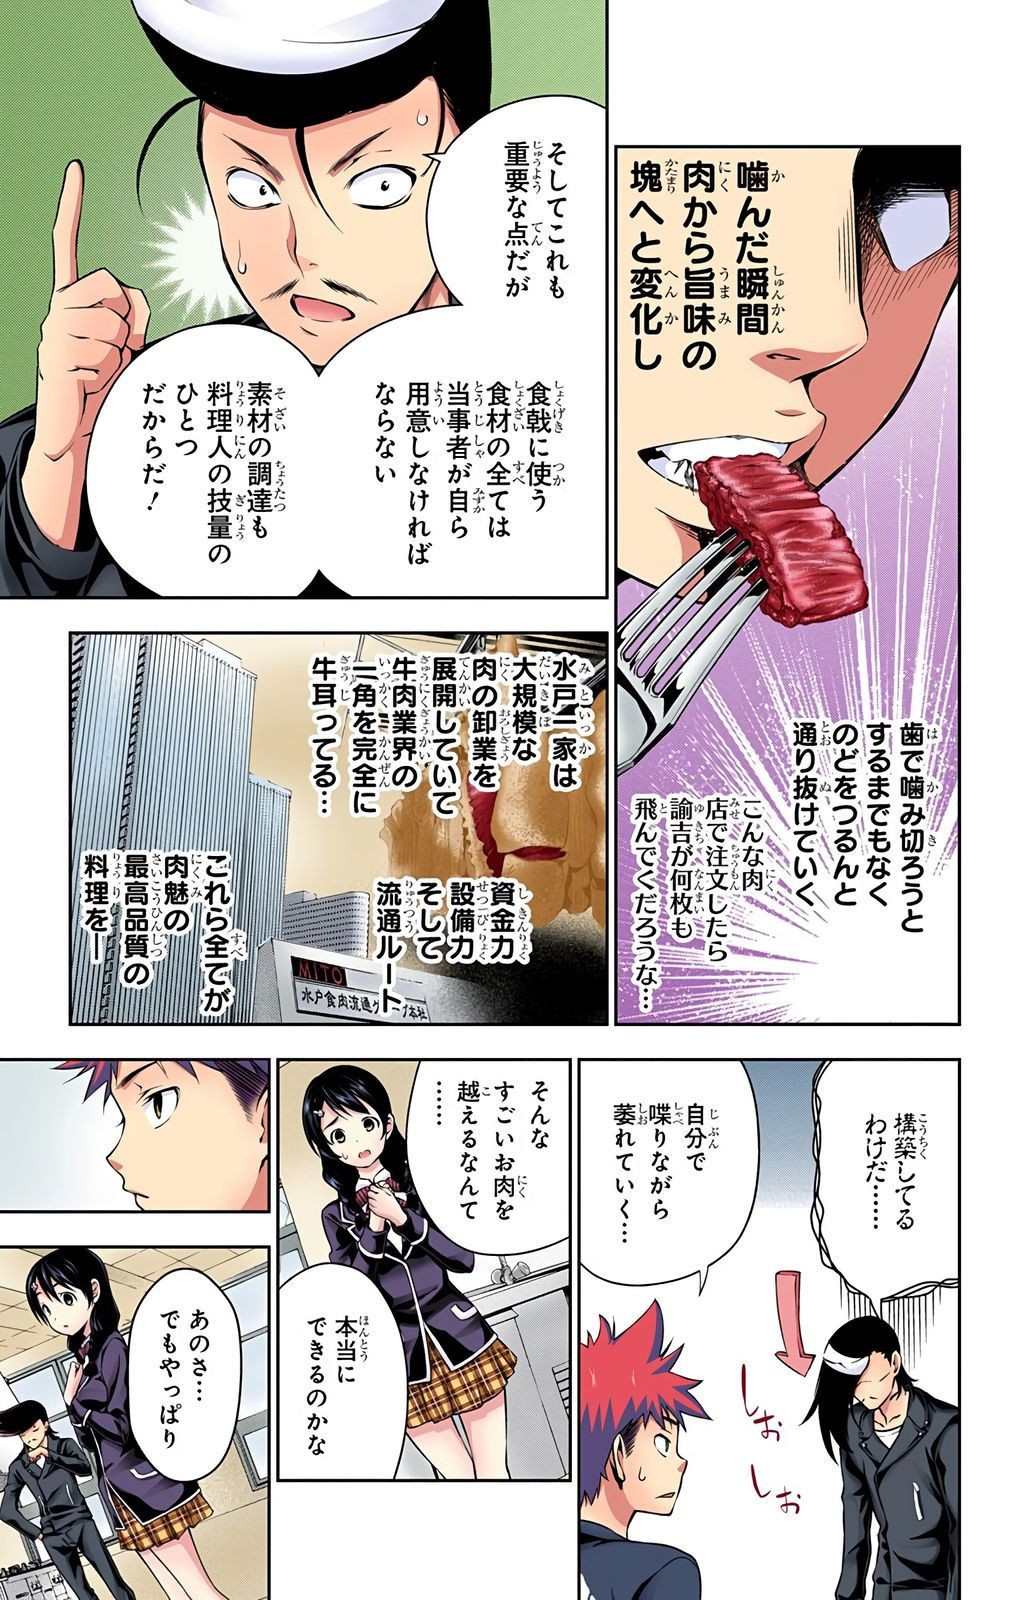 噛んだ瞬間
肉から旨味の
塊へと変化し
歯で噛み切ろうと
するまでもなく
のどをつるんと
通り抜けていく
こんな肉
店で注文したら
諭吉が何枚も
飛んでくだろうな…
そしてこれも
重要な点だが
食戟に使う
食材の全ては
当事者が自ら
用意しなければ
ならない
素材の調達も
料理人の技量の
ひとつ
だからだ！
水戸一家は
大規模な
肉の卸業を
展開していて
牛肉業界の
一角を完全に
牛耳ってる…
資金力
設備力
そして
流通ルート
MITO
水戸食肉流通グループ本社
これら全てが
肉魅の
最高品質の
料理を―
構築してる
わけだ……
自分で
喋りながら
萎れていく…
しお
しお
そんな
すごいお肉を
越えるなんて
……
本当に
できるのかな
あのさ…
でもやっぱり